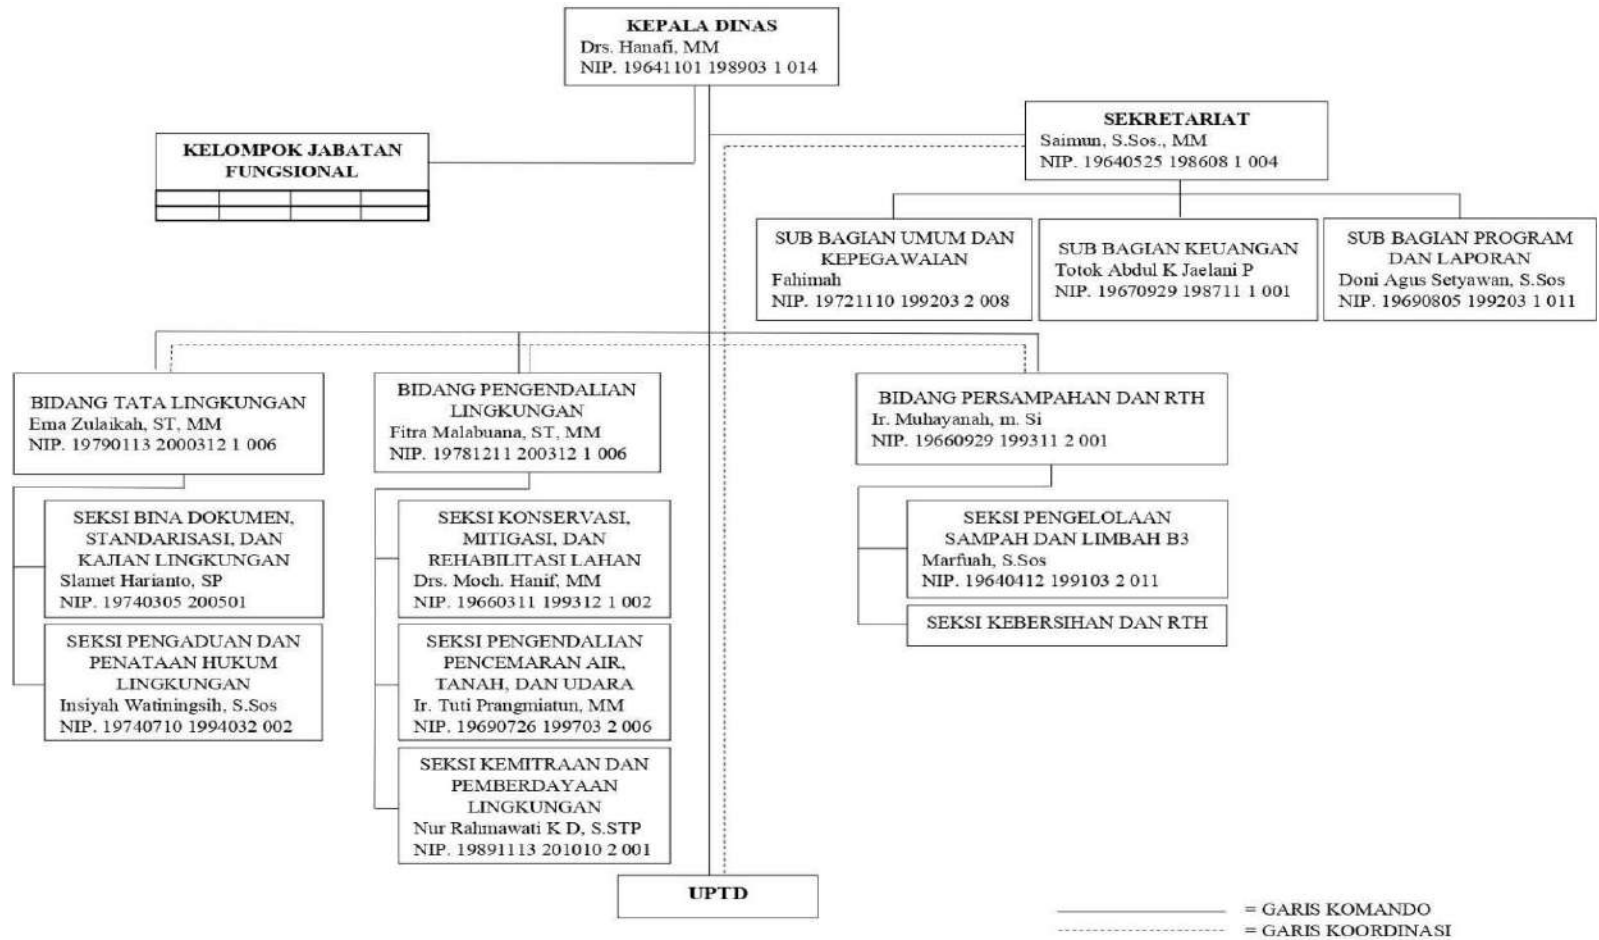 KEPALA DINAS
Drs. Hanafi, MM
NIP. 19641101 198903 1 014
SEKRETARIAT
Saimun, S.Sos., MM
NIP. 19640525 198608 1 004
KELOMPOK JABATAN
FUNGSIONAL
SUB BAGIAN UMUM DAN
KEPEGAWAIAN
Fahimah
NIP. 19721110 199203 2 008
SUB BAGIAN KEUANGAN
Totok Abdul K Jaelani P
NIP. 19670929 198711 1 001
SUB BAGIAN PROGRAM
DAN LAPORAN
Doni Agus Setyawan, S.Sos
NIP. 19690805 199203 1 011
BIDANG TATA LINGKUNGAN
Erna Zulaikah, ST, MM
NIP. 19790113 2000312 1 006
BIDANG PENGENDALIAN
LINGKUNGAN
Fitra Malabuana, ST, MM
NIP. 19781211 200312 1 006
BIDANG PERSAMPAHAN DAN RTH
Ir. Muhayanah, m. Si
NIP. 19660929 199311 2 001
SEKSI BINA DOKUMEN,
STANDARISASI, DAN
KAJIAN LINGKUNGAN
Slamet Harianto, SP
NIP. 19740305 200501
SEKSI PENGADUAN DAN
PENATAAN HUKUM
LINGKUNGAN
Insiyah Watiningsih, S.Sos
NIP. 19740710 1994032 002
SEKSI KONSERVASI,
MITIGASI, DAN
REHABILITASI LAHAN
Drs. Moch. Hanif, MM
NIP. 19660311 199312 1 002
SEKSI PENGENDALIAN
PENCEMARAN AIR,
TANAH, DAN UDARA
Ir. Tuti Prangmiatun, MM
NIP. 19690726 199703 2 006
SEKSI KEMITRAAN DAN
PEMBERDAYAAN
LINGKUNGAN
Nur Rahmawati K D, S.STP
NIP. 19891113 201010 2 001
SEKSI PENGELOLAAN
SAMPAH DAN LIMBAH B3
Marfuah, S.Sos
NIP. 19640412 199103 2 011
SEKSI KEBERSIHAN DAN RTH
UPTD
= GARIS KOMANDO
= GARIS KOORDINASI